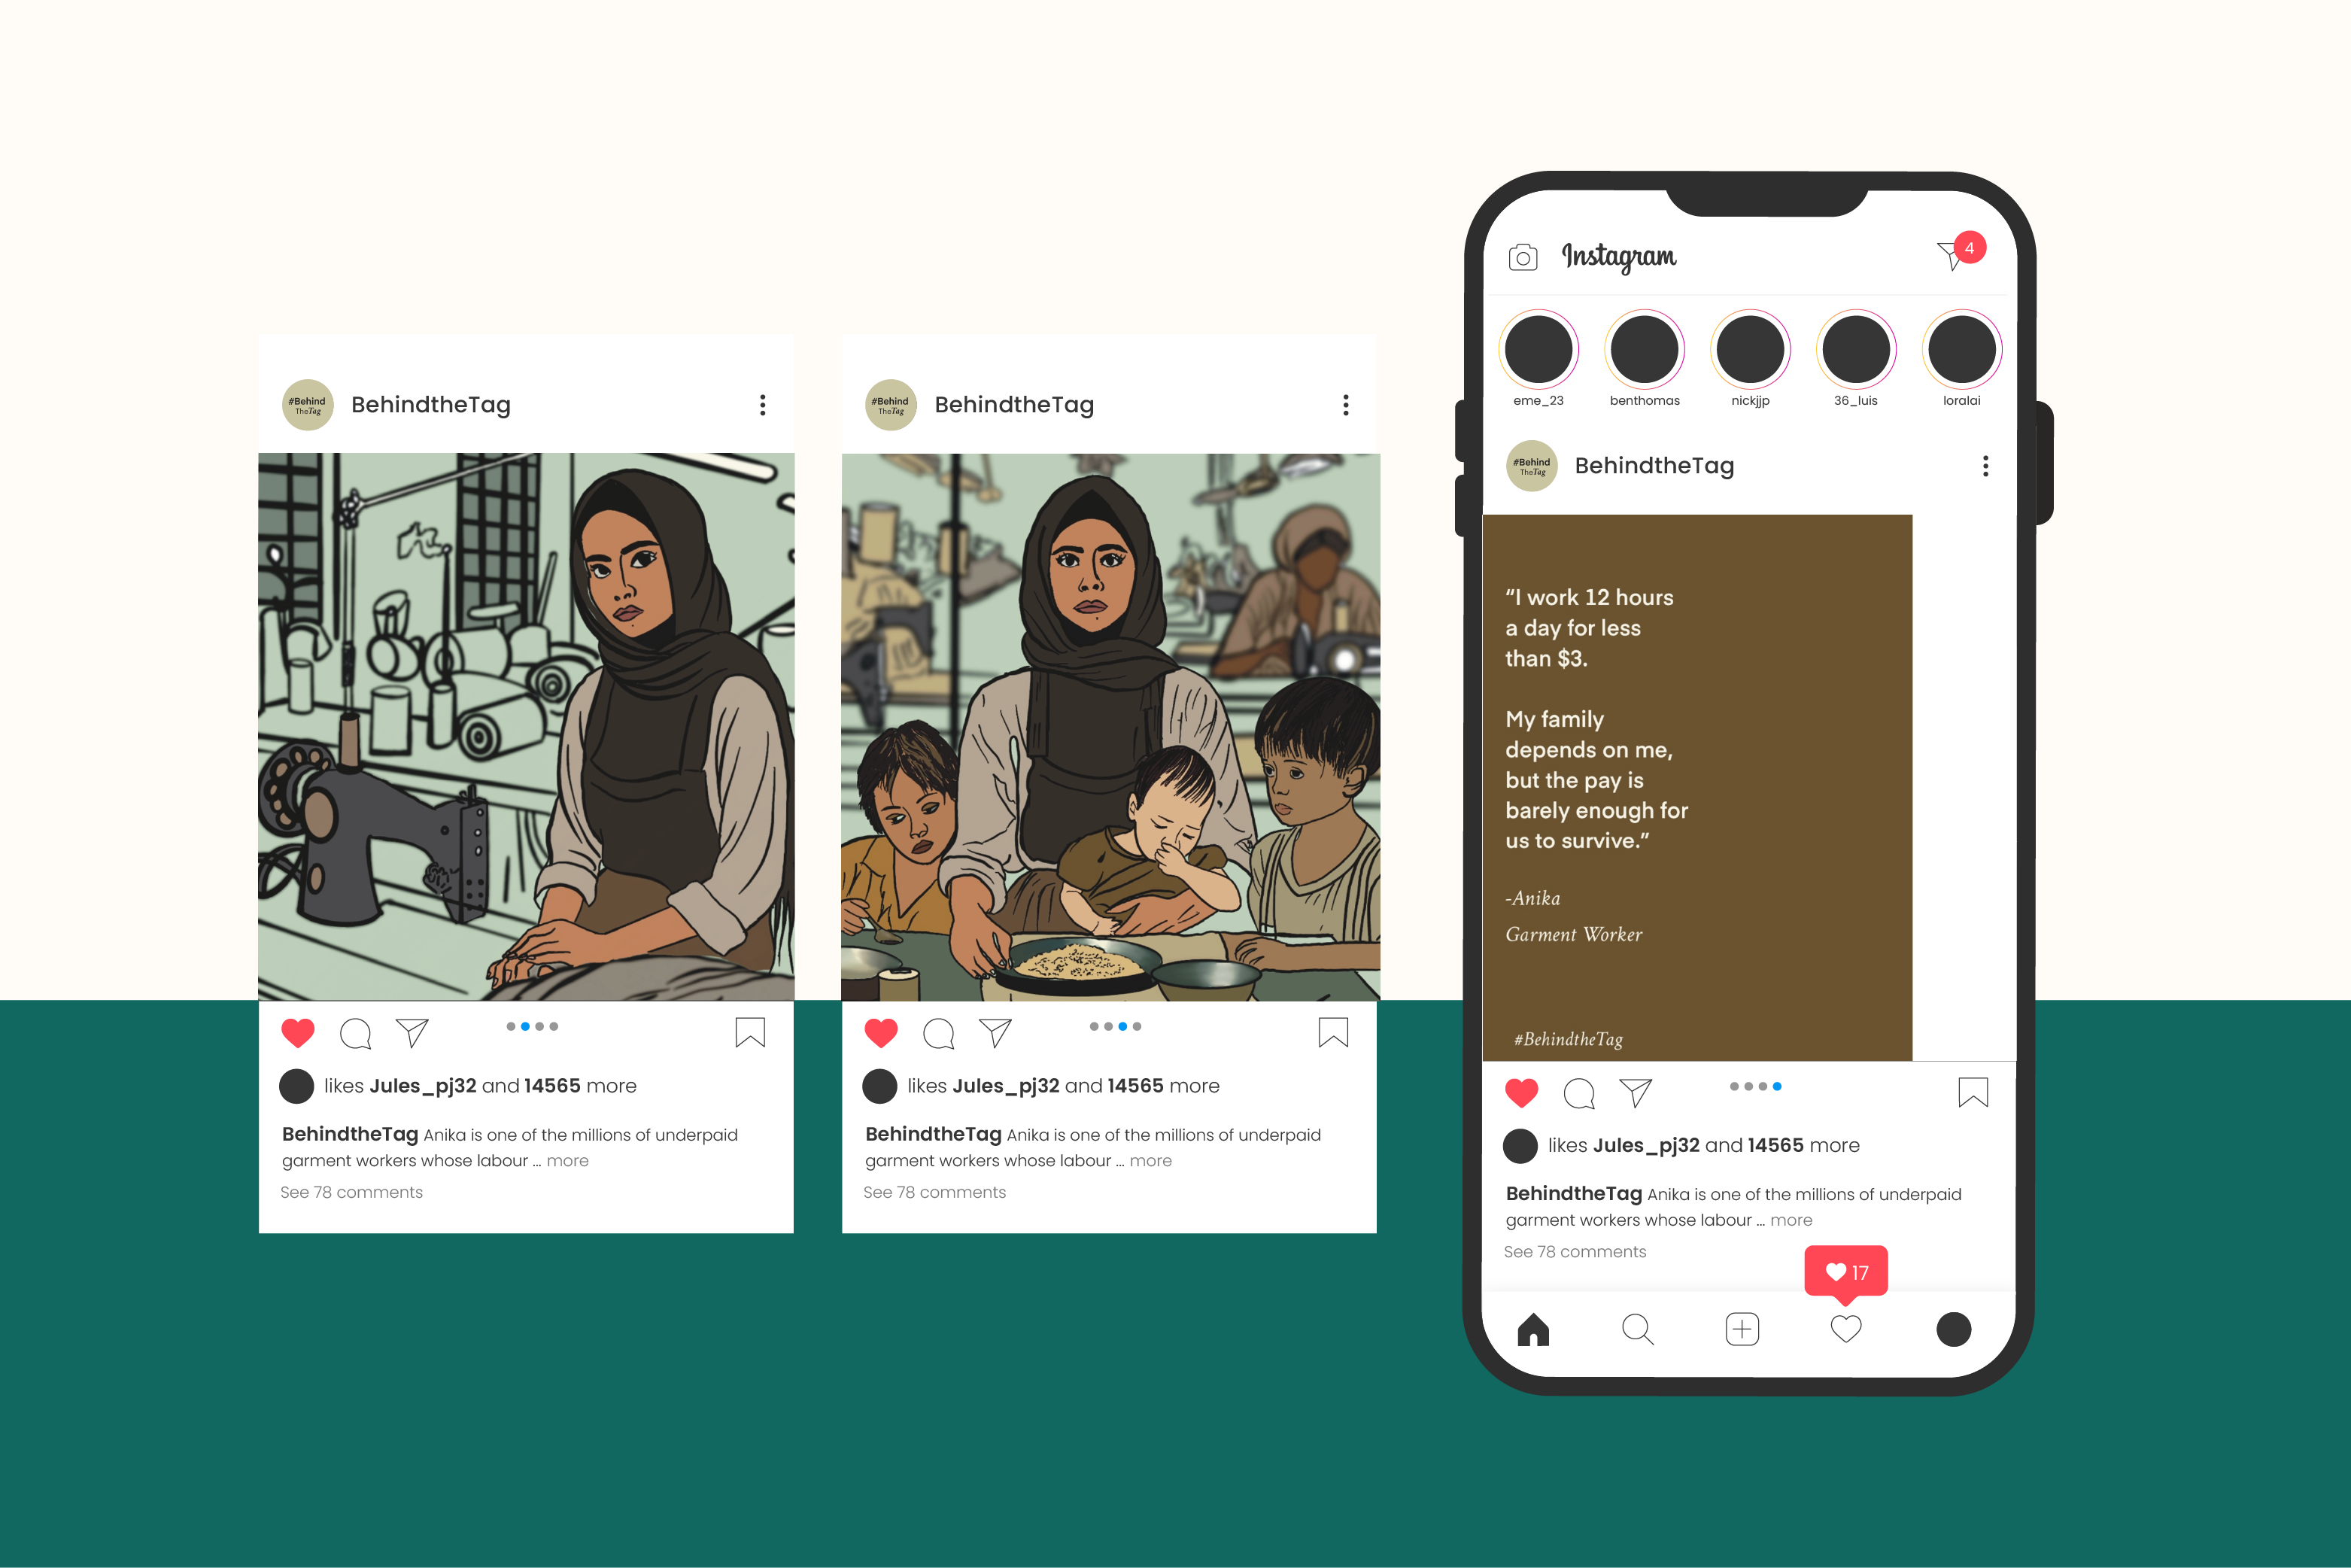 #Behind
TheTag
BehindtheTag
likes Jules_pj32 and 14565 more
BehindtheTag Anika is one of the millions of underpaid
garment workers whose labour ... more
See 78 comments
#Behind
TheTag
BehindtheTag
likes Jules_pj32 and 14565 more
BehindtheTag Anika is one of the millions of underpaid
garment workers whose labour ... more
See 78 comments
Instagram
4
eme_23 benthomas nickjjp 36_luis loralai
#Behind
TheTag
BehindtheTag
“I work 12 hours
a day for less
than $3.
My family
depends on me,
but the pay is
barely enough for
us to survive.”
-Anika
Garment Worker
#BehindtheTag
likes Jules_pj32 and 14565 more
BehindtheTag Anika is one of the millions of underpaid
garment workers whose labour ... more
See 78 comments
17